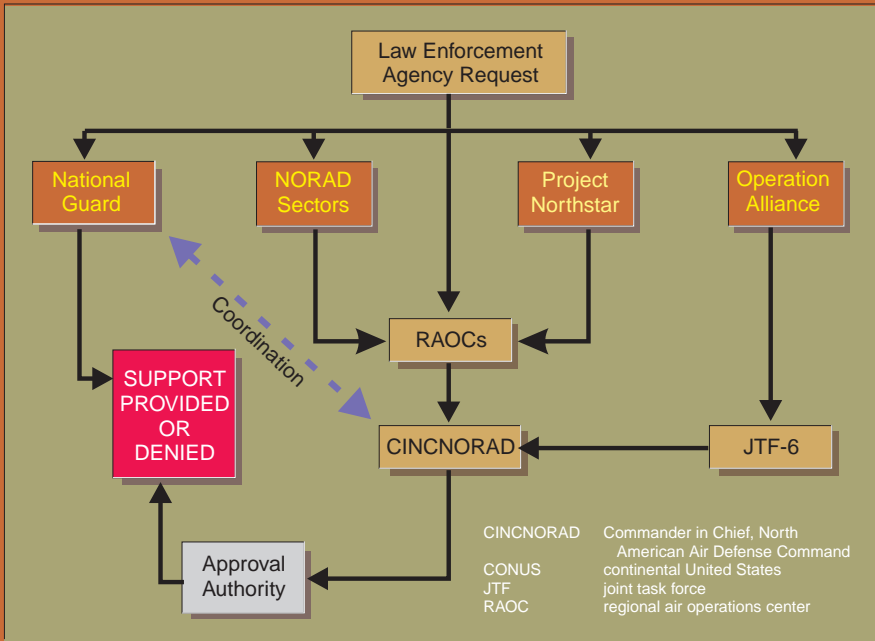 Law Enforcement
Agency Request
National
Guard
NORAD
Sectors
Project
Northstar
Operation
Alliance
Coordination
RAOCs
SUPPORT
PROVIDED
OR
DENIED
CINCNORAD
JTF-6
Approval
Authority
CINCNORAD Commander in Chief, North
American Air Defense Command
CONUS continental United States
JTF joint task force
RAOC regional air operations center